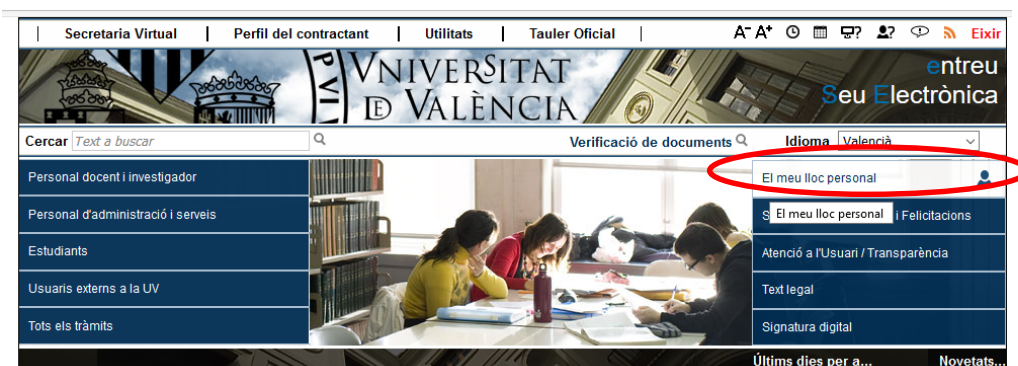 Secretaria Virtual | Perfil del contractant | Utilitats | Tauler Oficial | A- A+ ? ? Eixir
VNIVERSITAT
D VALÈNCIA
entreu
Seu Electrònica
Cercar Text a buscar Verificació de documents Idioma Valencià
Personal docent i investigador
Personal d'administració i serveis
Estudiants
Usuaris externs a la UV
Tots els tràmits
El meu lloc personal
El meu lloc personal i Felicitacions
Atenció a l'Usuari / Transparència
Text legal
Signatura digital
Últims dies per a... Novetats...